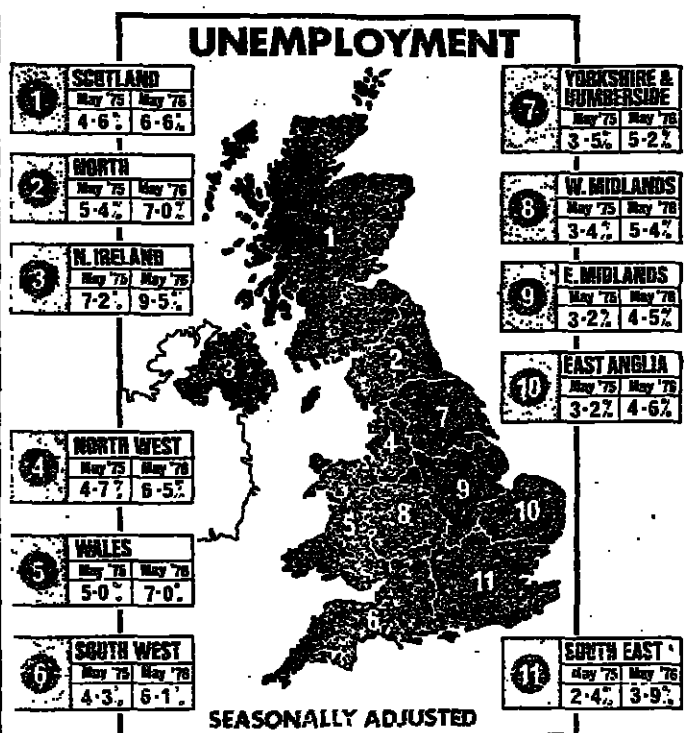 UNEMPLOYMENT
1
SCOTLAND
May '75 May '76
4·6% 6·6%
2
NORTH
May '75 May '76
5·4% 7·0%
3
N. IRELAND
May '75 May '76
7·2% 9·5%
4
NORTH WEST
May '75 May '76
4·7% 6·5%
5
WALES
May '75 May '76
5·0% 7·0%
6
SOUTH WEST
May '75 May '76
4·3% 6·1%
7
YORKSHIRE &
HUMBERSIDE
May '75 May '76
3·5% 5·2%
8
W. MIDLANDS
May '75 May '76
3·4% 5·4%
9
E. MIDLANDS
May '75 May '76
3·2% 4·5%
10
EAST ANGLIA
May '75 May '76
3·2% 4·6%
11
SOUTH EAST
May '75 May '76
2·4% 3·9%
1
2
3
7
4
9
10
8
5
11
6
SEASONALLY ADJUSTED